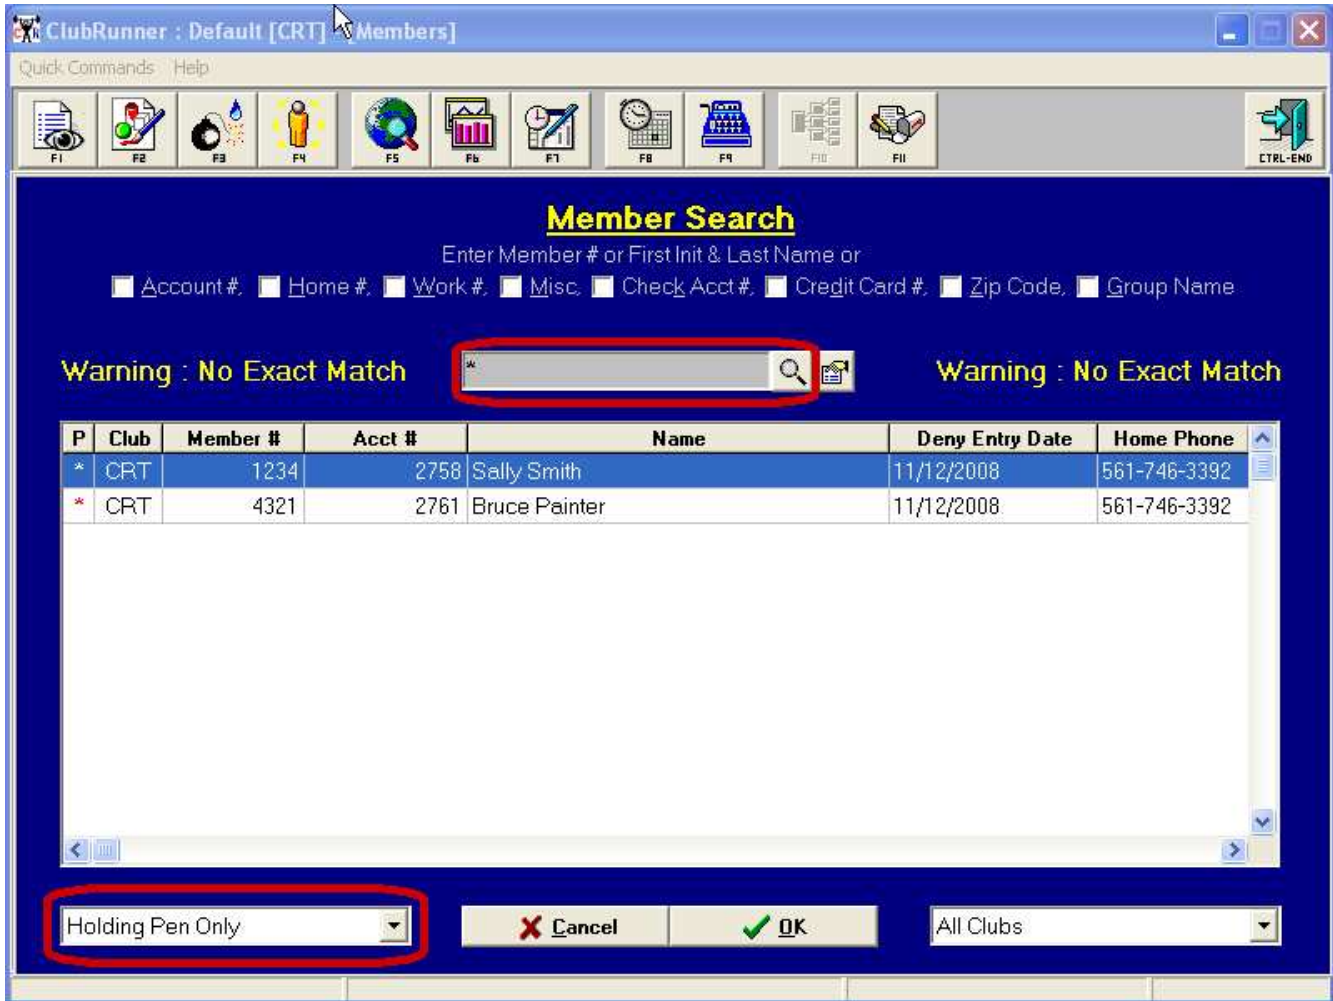 ClubRunner : Default [CRT] - [Members]
Quick Commands Help
F1 F2 F3 F4 F5 F6 F7 F8 F9 F10 F11 CTRL-END
Member Search
Enter Member # or First Init & Last Name or
Account #, Home #, Work #, Misc, Check Acct #, Credit Card #, Zip Code, Group Name
Warning : No Exact Match * Warning : No Exact Match
P Club Member # Acct # Name Deny Entry Date Home Phone
* CRT 1234 2758 Sally Smith 11/12/2008 561-746-3392
* CRT 4321 2761 Bruce Painter 11/12/2008 561-746-3392
Holding Pen Only Cancel OK All Clubs